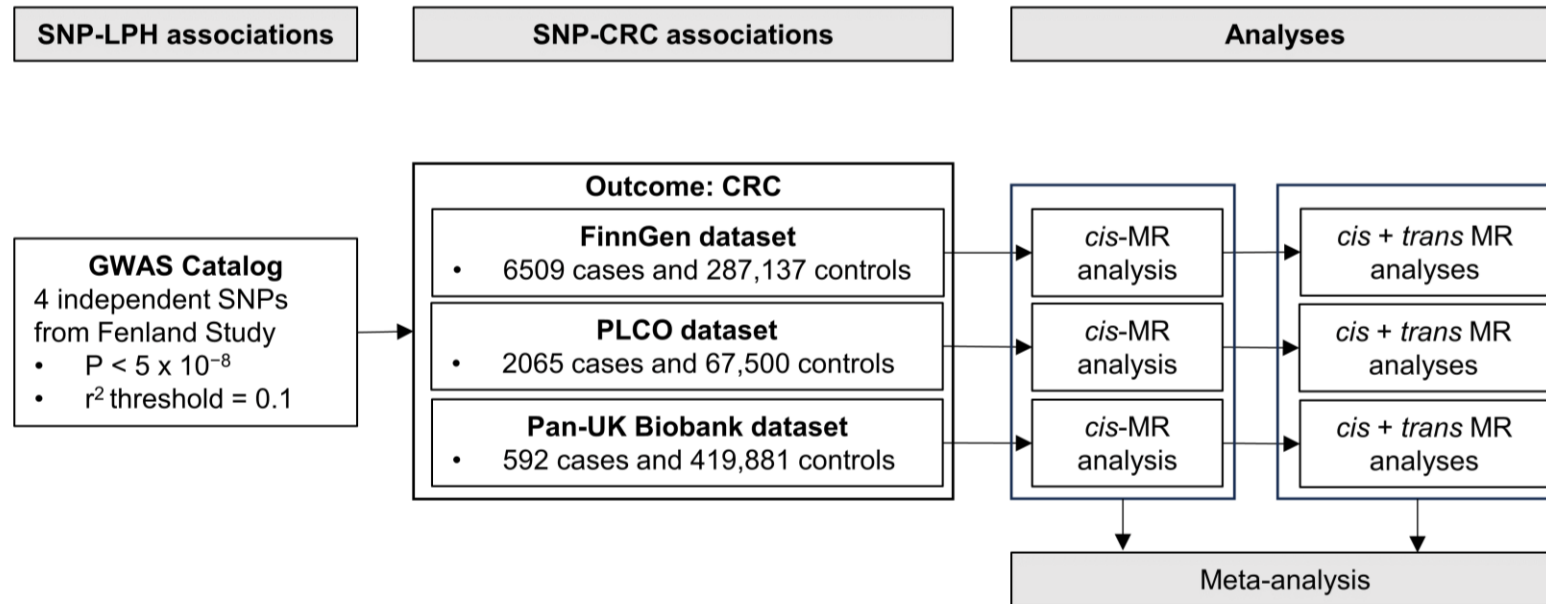 SNP-LPH associations
SNP-CRC associations
Analyses
GWAS Catalog
4 independent SNPs
from Fenland Study
• P < 5 x 10⁻⁸
• r² threshold = 0.1
Outcome: CRC
FinnGen dataset
• 6509 cases and 287,137 controls
PLCO dataset
• 2065 cases and 67,500 controls
Pan-UK Biobank dataset
• 592 cases and 419,881 controls
cis-MR
analysis
cis + trans MR
analyses
cis-MR
analysis
cis + trans MR
analyses
cis-MR
analysis
cis + trans MR
analyses
Meta-analysis